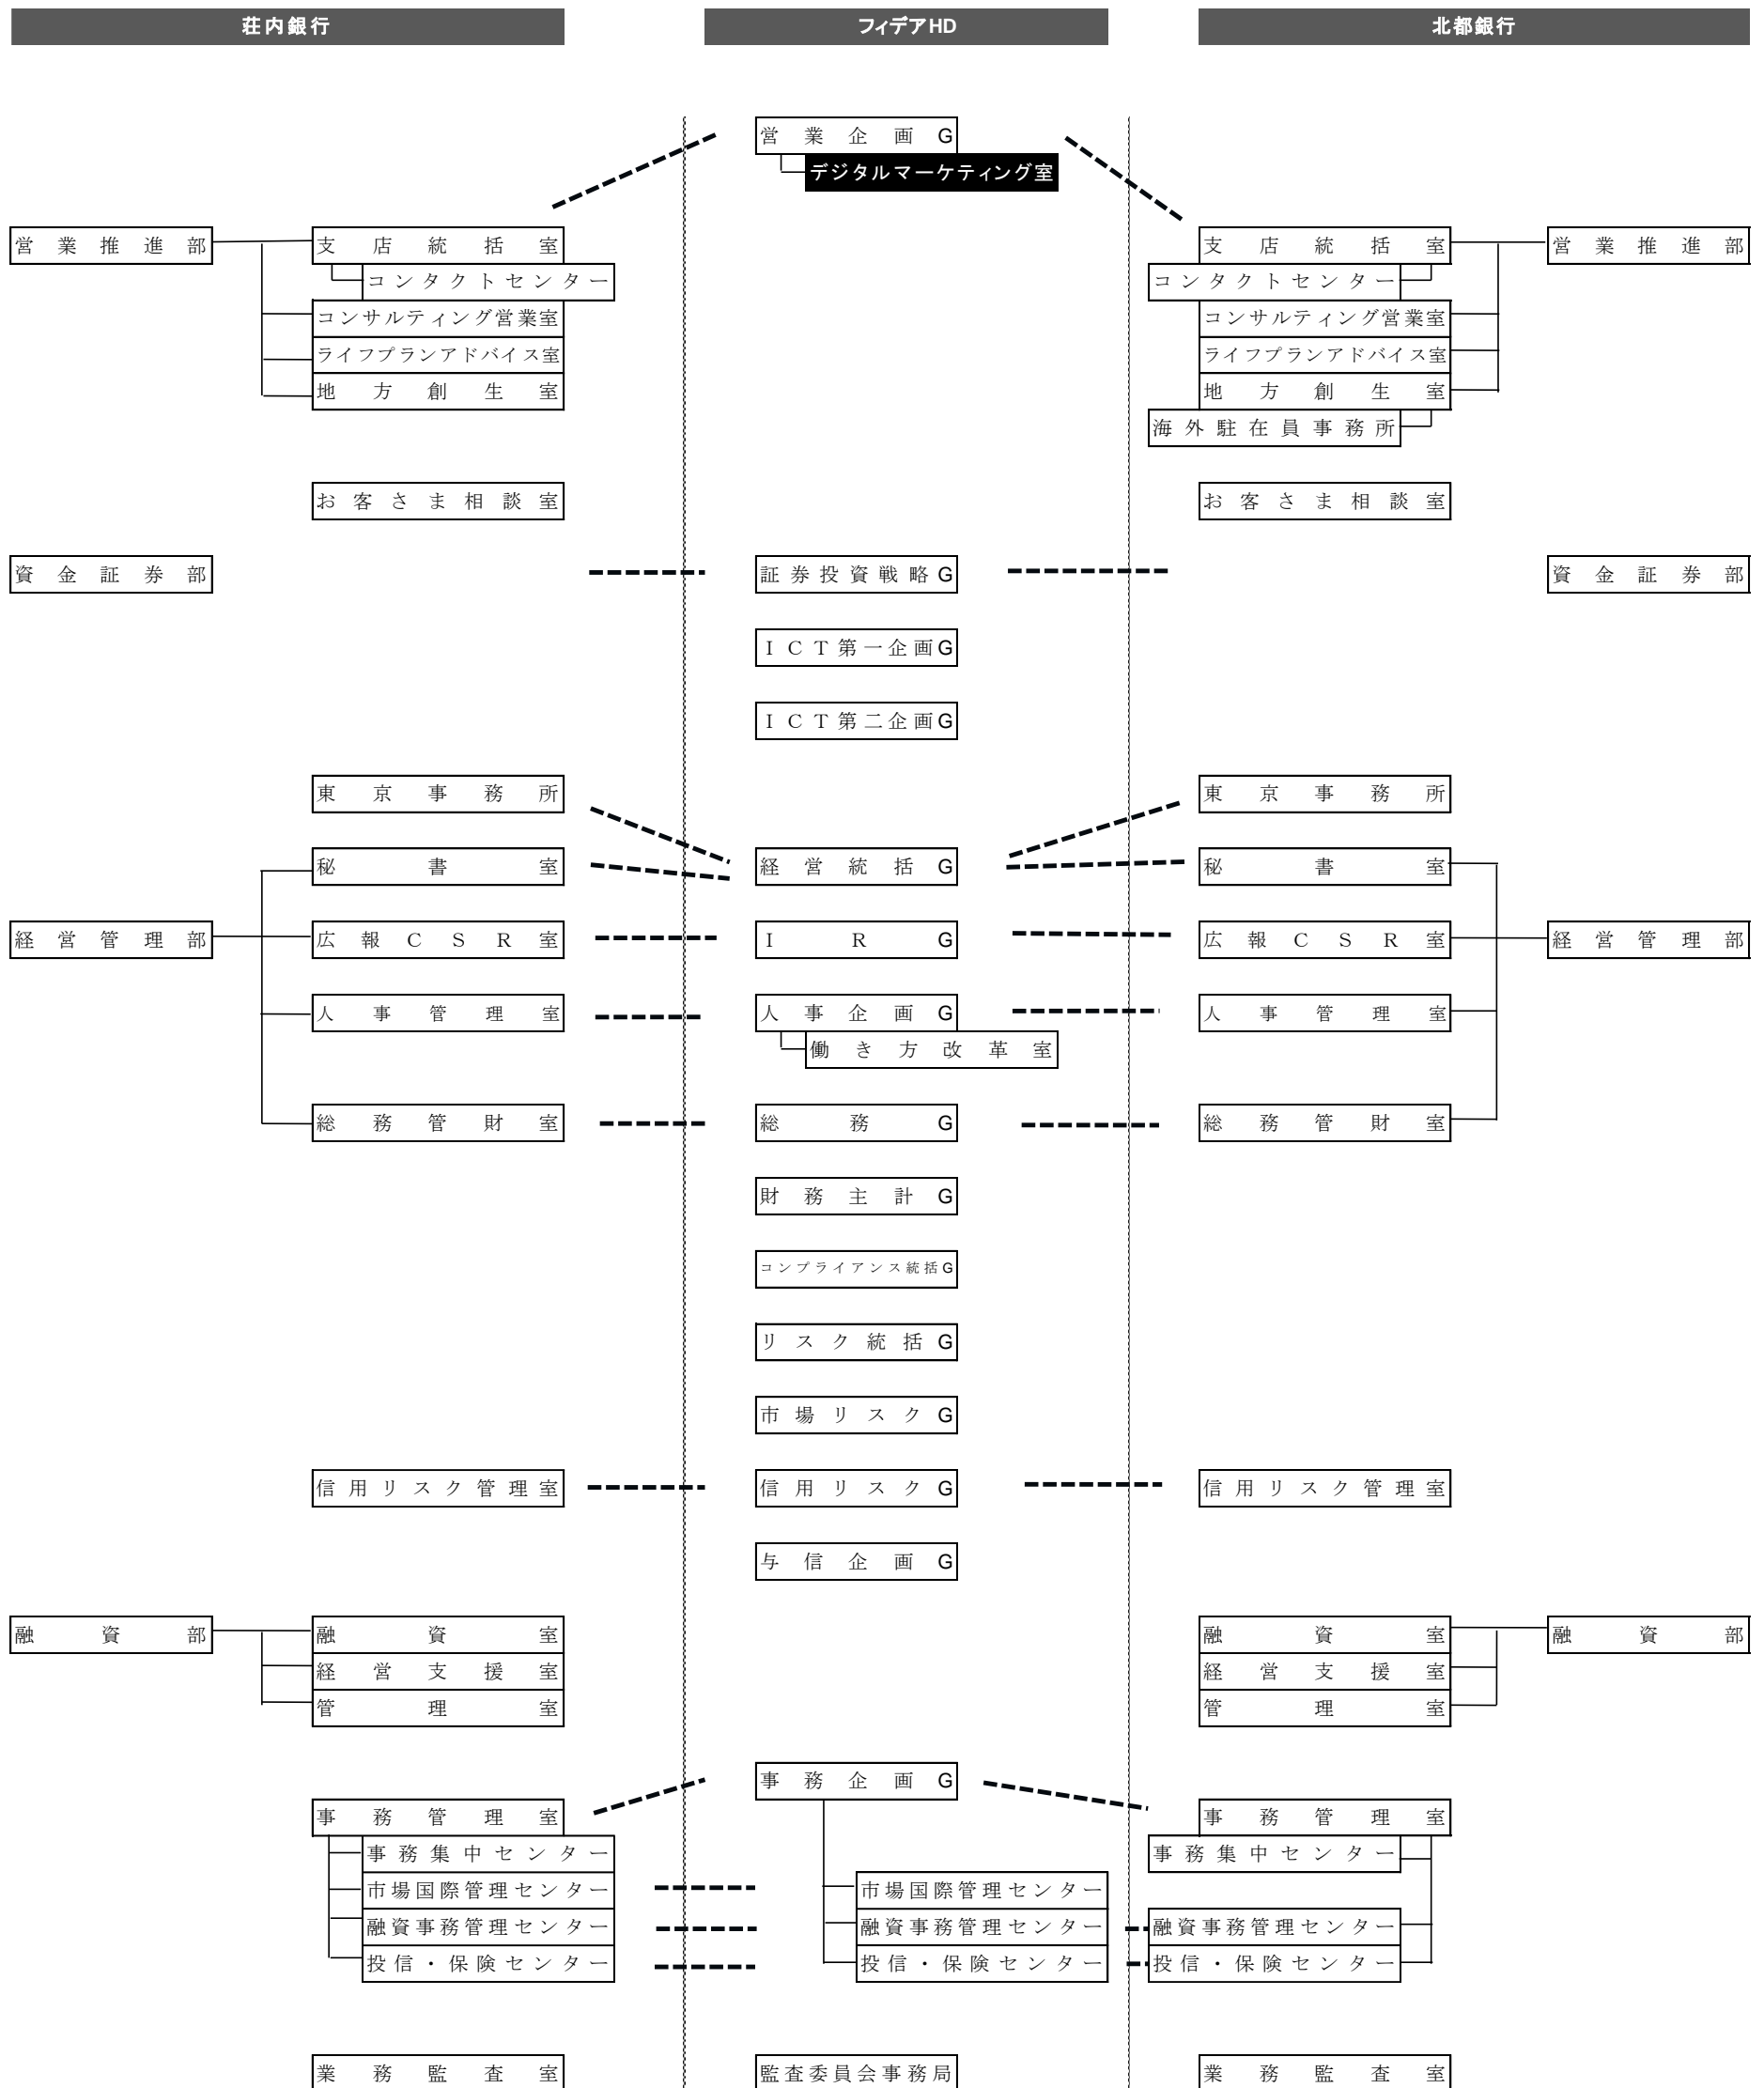 荘内銀行 フィデアHD 北都銀行
営業企画G
デジタルマーケティング室
営業推進部 支店統括室 支店統括室 営業推進部
コンタクトセンター コンタクトセンター
コンサルティング営業室 コンサルティング営業室
ライフプランアドバイス室 ライフプランアドバイス室
地方創生室 地方創生室
海外駐在員事務所
お客さま相談室 お客さま相談室
資金証券部 証券投資戦略G 資金証券部
ICT第一企画G
ICT第二企画G
東京事務所 東京事務所
秘書室 経営統括G 秘書室
経営管理部 広報CSR室 IRG 広報CSR室 経営管理部
人事管理室 人事企画G 人事管理室
働き方改革室
総務管財室 総務G 総務管財室
財務主計G
コンプライアンス統括G
リスク統括G
市場リスクG
信用リスク管理室 信用リスクG 信用リスク管理室
与信企画G
融資部 融資室 融資室 融資部
経営支援室 経営支援室
管理室 管理室
事務企画G
事務管理室 事務管理室
事務集中センター 事務集中センター
市場国際管理センター 市場国際管理センター
融資事務管理センター 融資事務管理センター 融資事務管理センター
投信・保険センター 投信・保険センター 投信・保険センター
業務監査室 監査委員会事務局 業務監査室